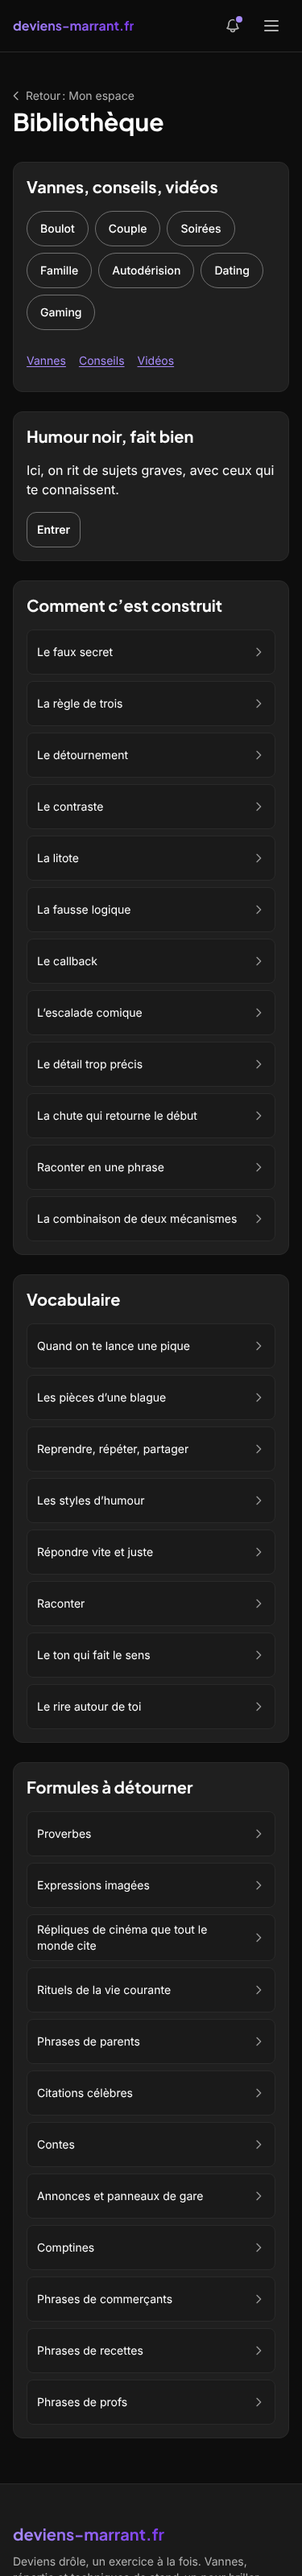 deviens-marrant.fr
Retour : Mon espace
Bibliothèque
Vannes, conseils, vidéos
Boulot
Couple
Soirées
Famille
Autodérision
Dating
Gaming
Vannes
Conseils
Vidéos
Humour noir, fait bien
Ici, on rit de sujets graves, avec ceux qui
te connaissent.
Entrer
Comment c’est construit
Le faux secret
La règle de trois
Le détournement
Le contraste
La litote
La fausse logique
Le callback
L’escalade comique
Le détail trop précis
La chute qui retourne le début
Raconter en une phrase
La combinaison de deux mécanismes
Vocabulaire
Quand on te lance une pique
Les pièces d’une blague
Reprendre, répéter, partager
Les styles d’humour
Répondre vite et juste
Raconter
Le ton qui fait le sens
Le rire autour de toi
Formules à détourner
Proverbes
Expressions imagées
Répliques de cinéma que tout le
monde cite
Rituels de la vie courante
Phrases de parents
Citations célèbres
Contes
Annonces et panneaux de gare
Comptines
Phrases de commerçants
Phrases de recettes
Phrases de profs
deviens-marrant.fr
Deviens drôle, un exercice à la fois. Vannes,